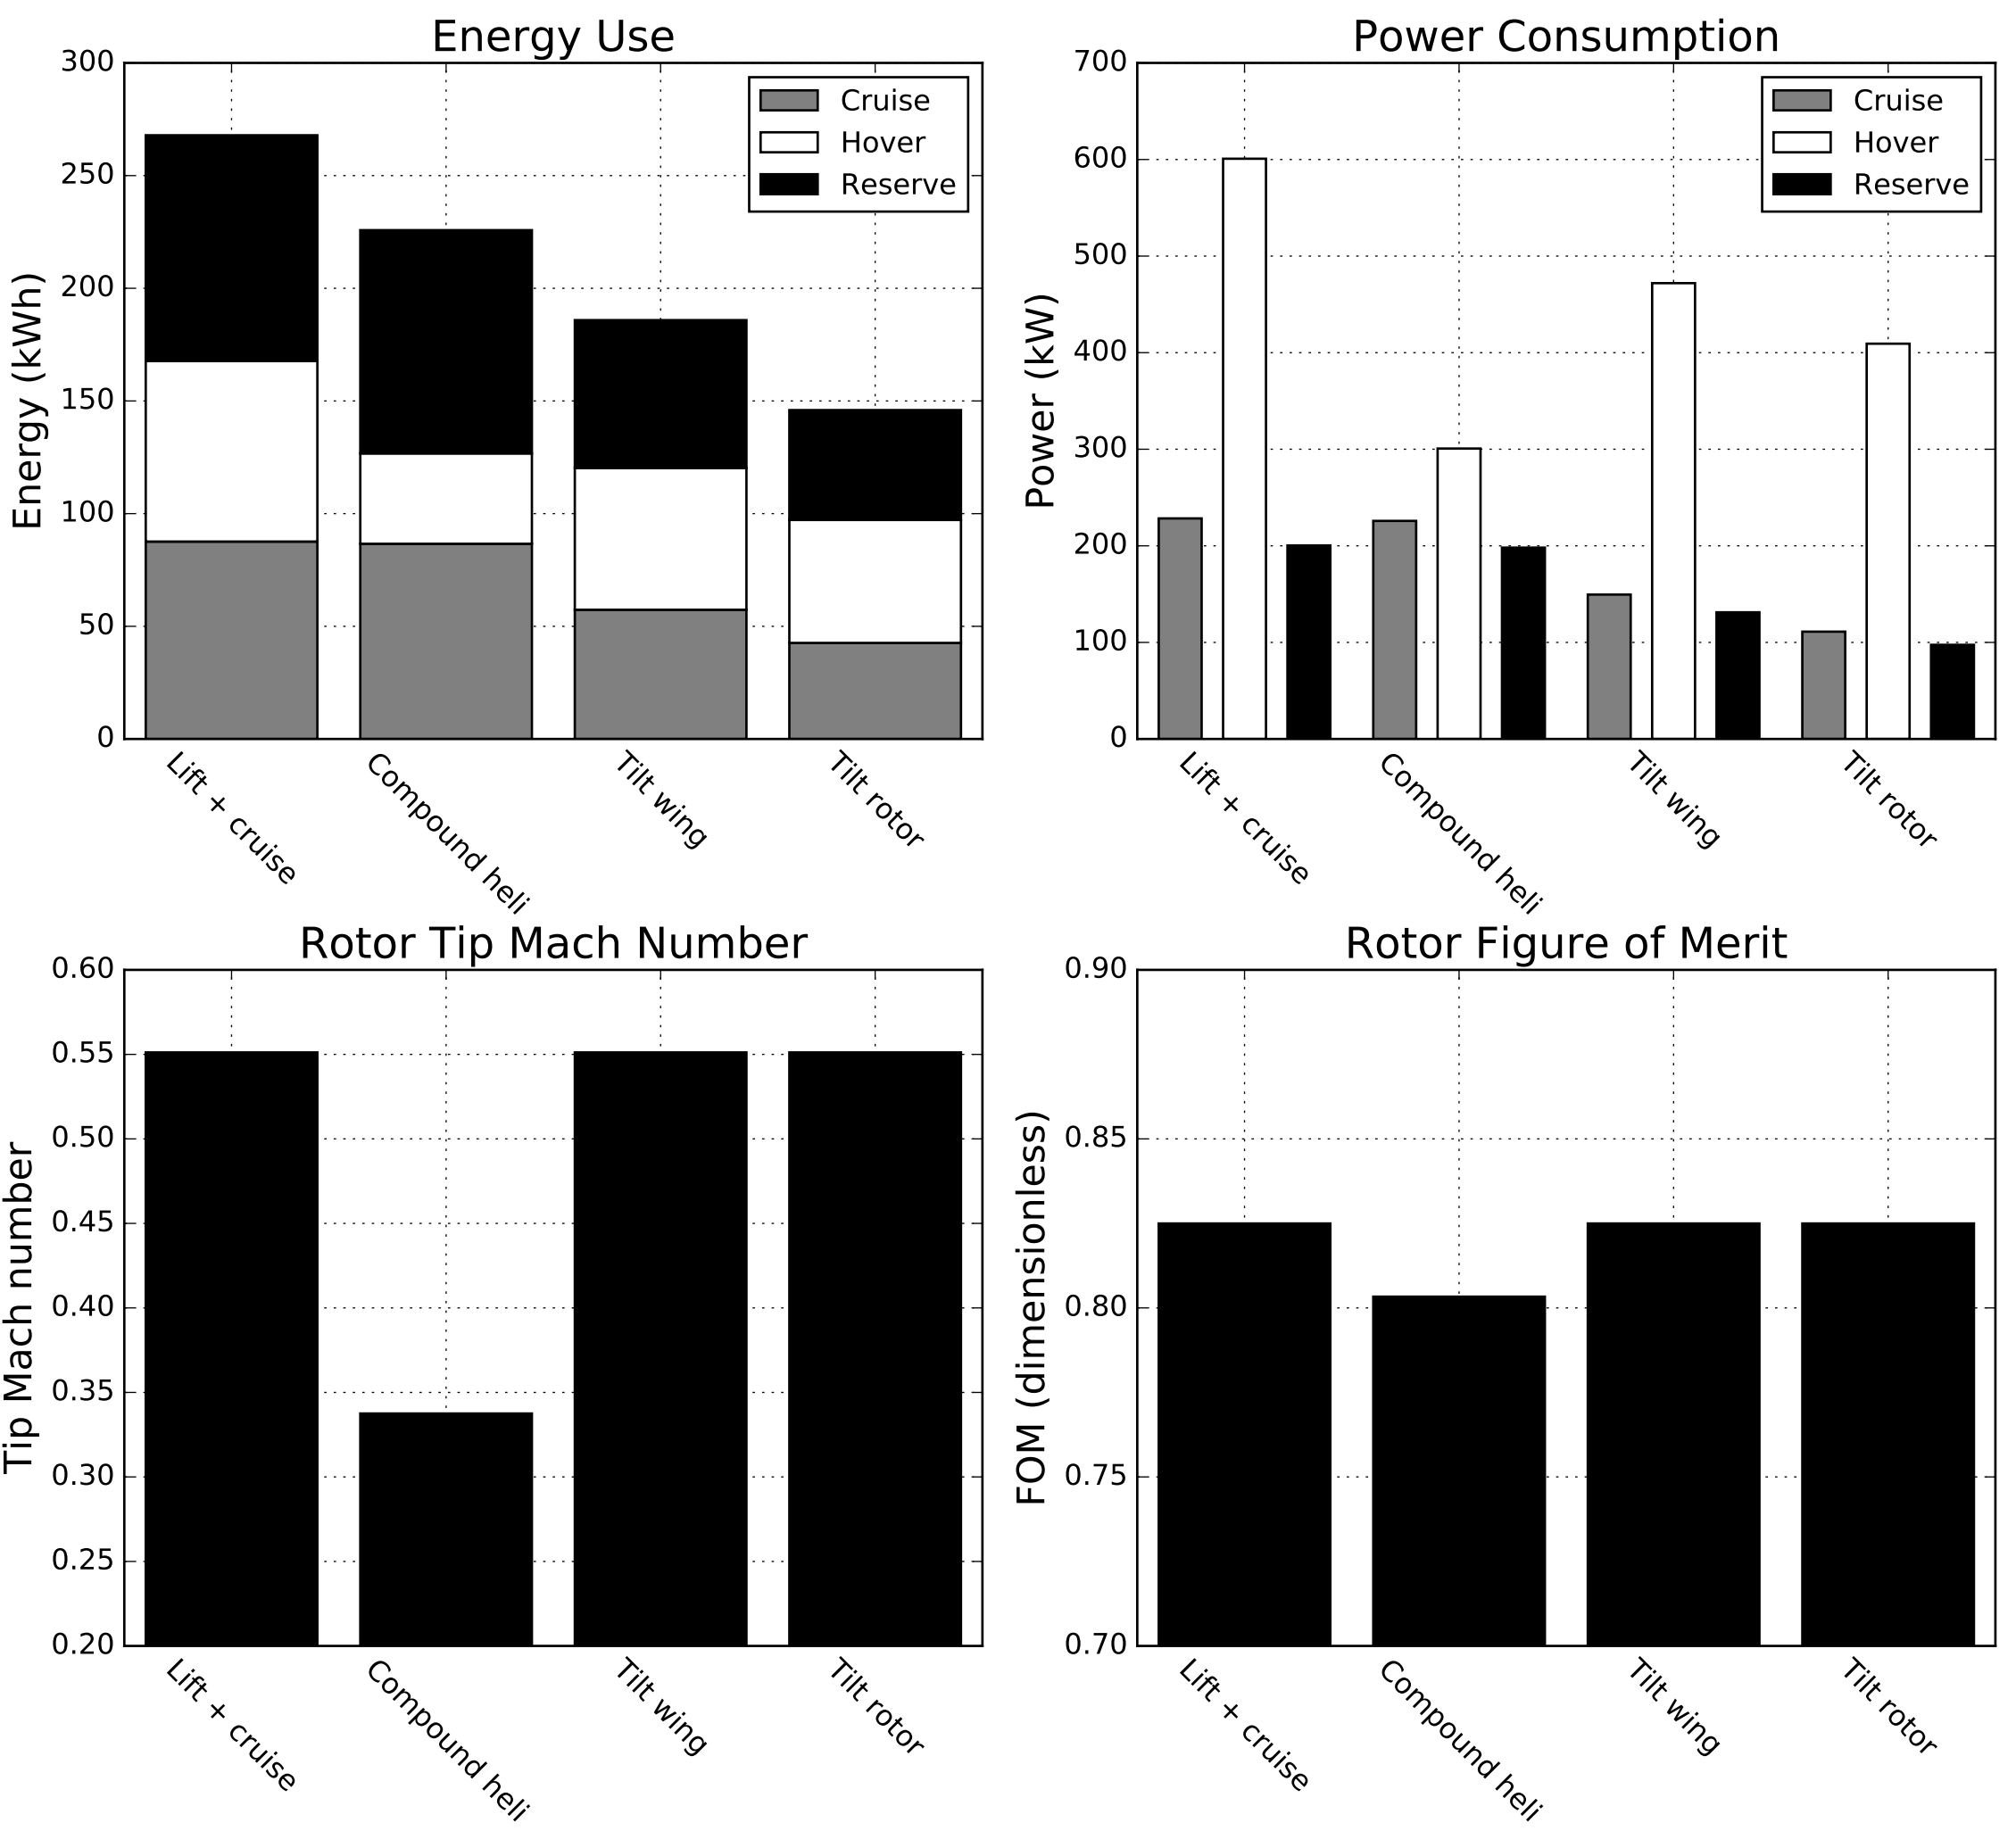 Energy Use
300
250
200
150
100
50
0
Energy (kWh)
Cruise
Hover
Reserve
Lift + cruise
Compound heli
Tilt wing
Tilt rotor
Power Consumption
700
600
500
400
300
200
100
0
Power (kW)
Cruise
Hover
Reserve
Lift + cruise
Compound heli
Tilt wing
Tilt rotor
Rotor Tip Mach Number
0.60
0.55
0.50
0.45
0.40
0.35
0.30
0.25
0.20
Tip Mach number
Lift + cruise
Compound heli
Tilt wing
Tilt rotor
Rotor Figure of Merit
0.90
0.85
0.80
0.75
0.70
FOM (dimensionless)
Lift + cruise
Compound heli
Tilt wing
Tilt rotor